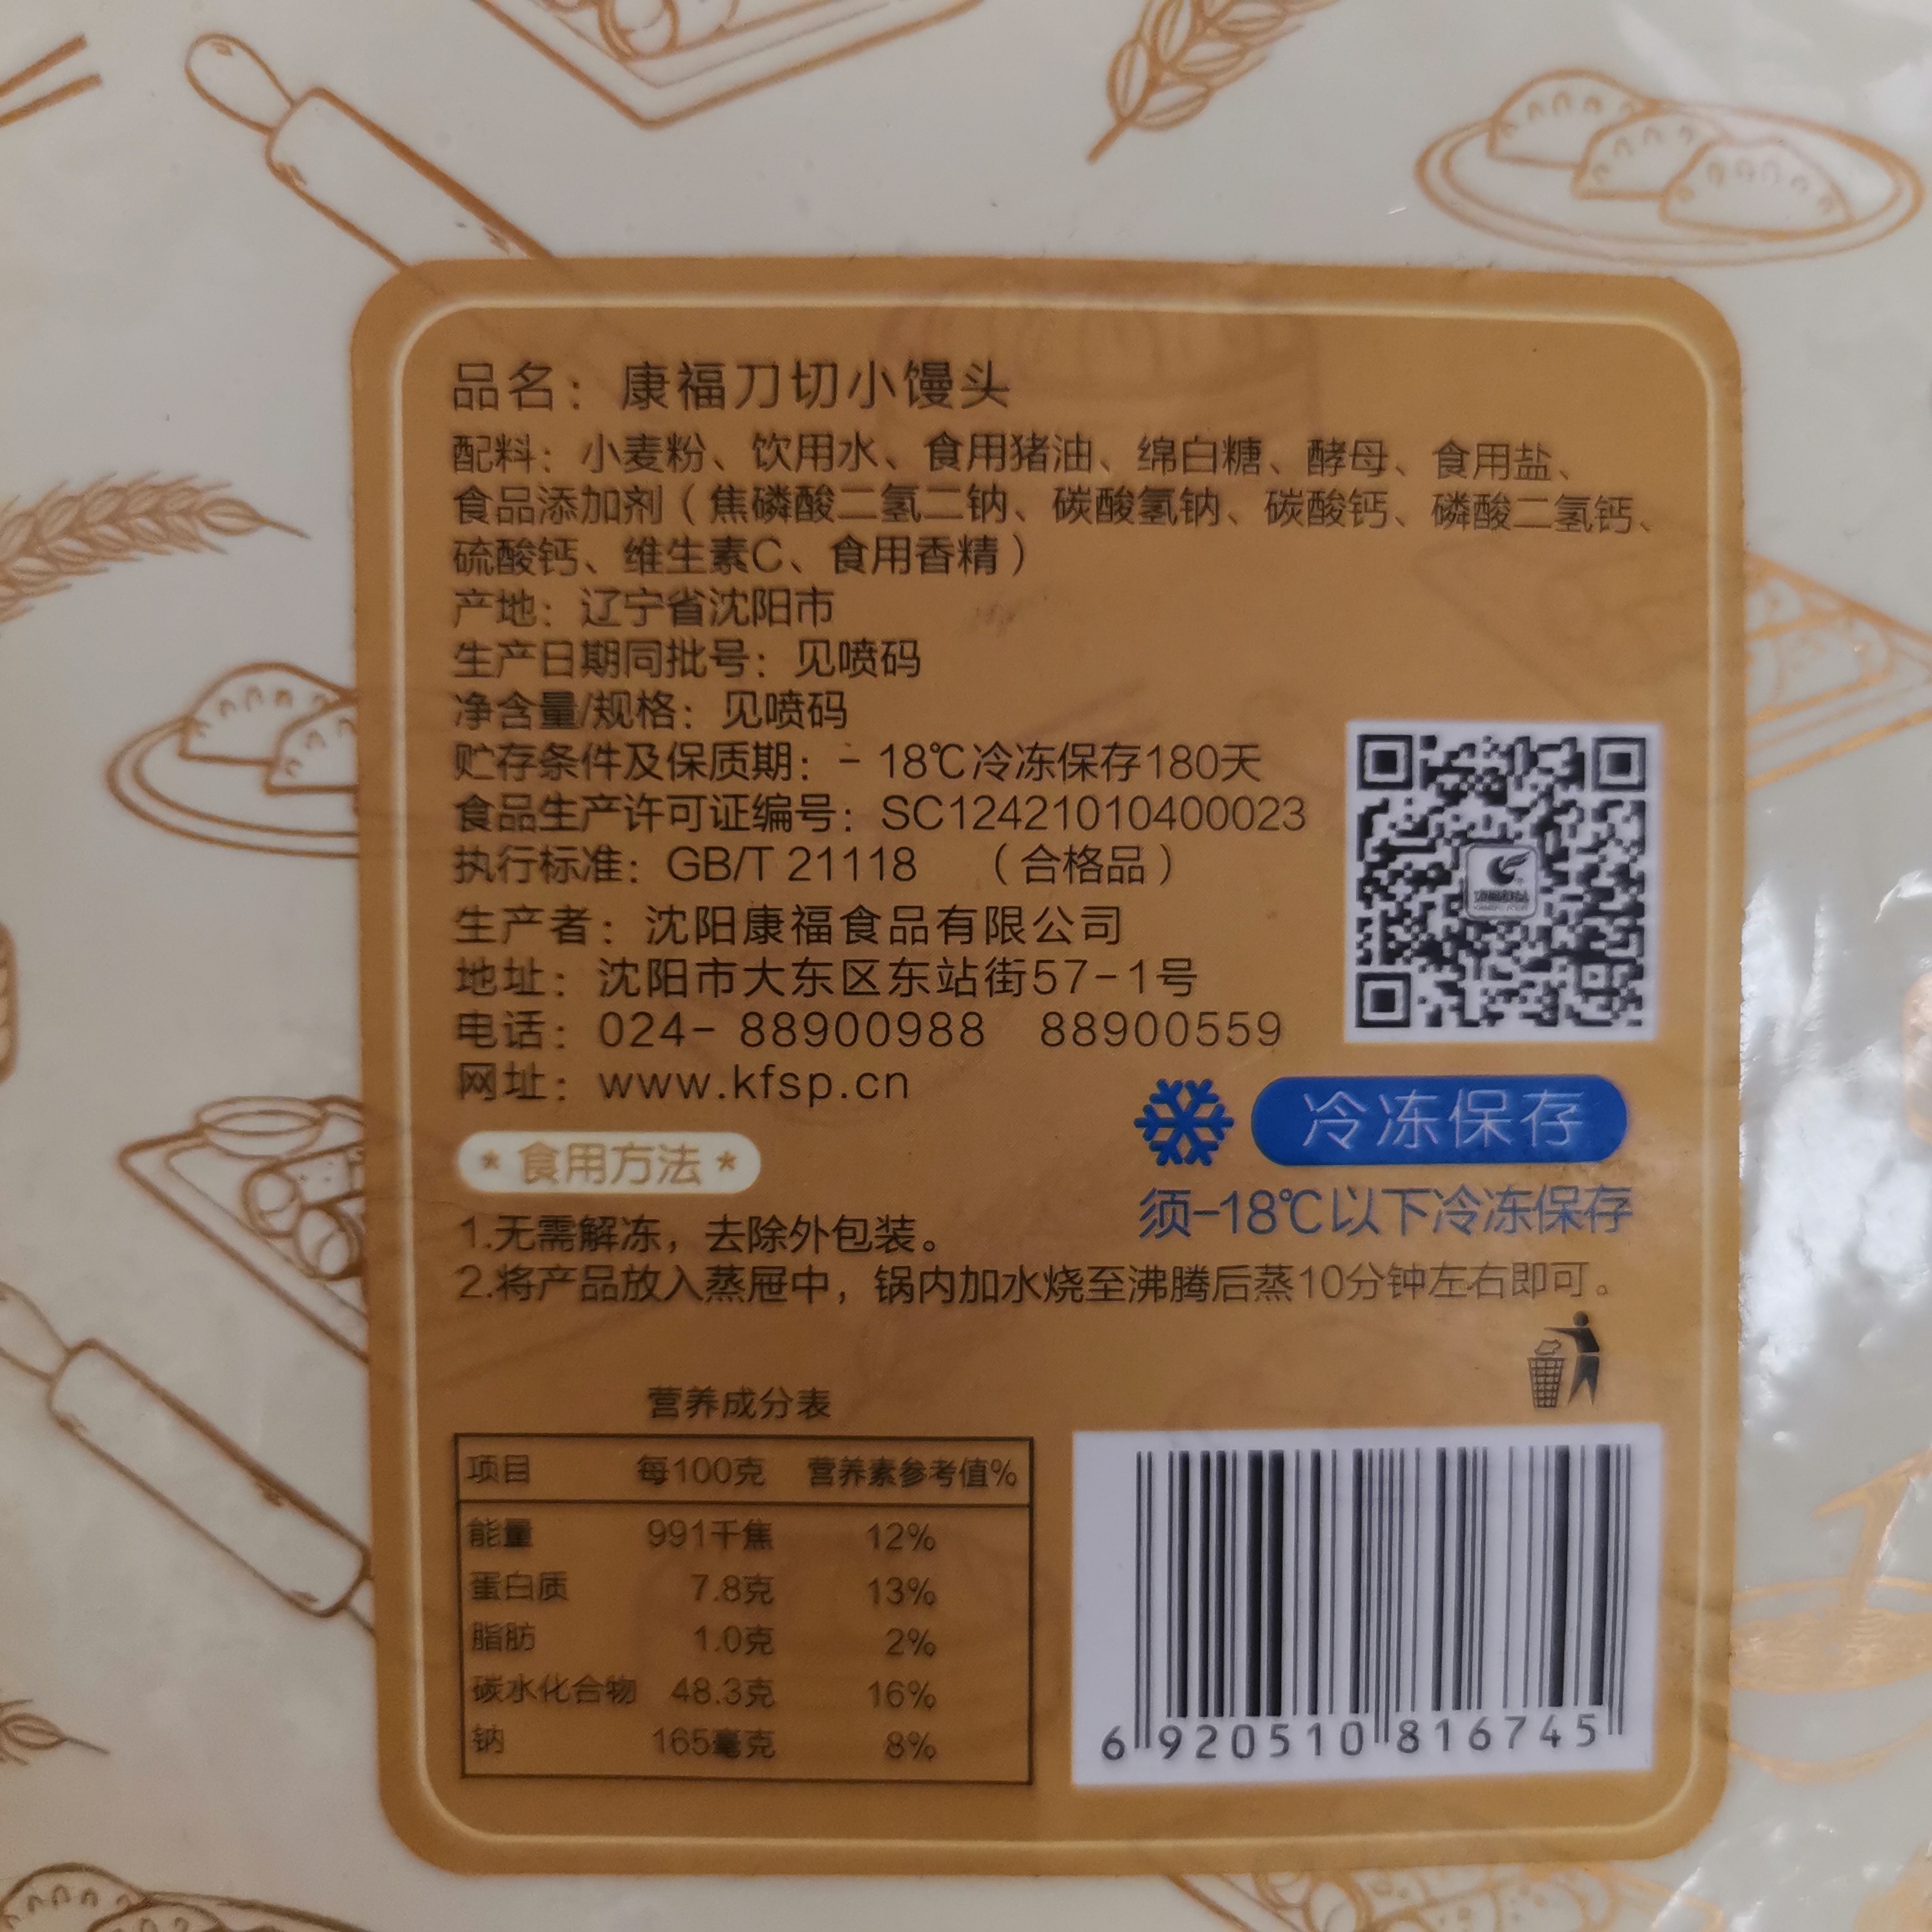 品名：康福刀切小馒头
配料：小麦粉、饮用水、食用猪油、绵白糖、酵母、食用盐、
食品添加剂（焦磷酸二氢二钠、碳酸氢钠、碳酸钙、磷酸二氢钙、
硫酸钙、维生素C、食用香精）
产地：辽宁省沈阳市
生产日期同批号：见喷码
净含量/规格：见喷码
贮存条件及保质期：－18℃冷冻保存180天
食品生产许可证编号：SC12421010400023
执行标准：GB/T 21118 （合格品）
生产者：沈阳康福食品有限公司
地址：沈阳市大东区东站街57-1号
电话：024- 88900988 88900559
网址：www.kfsp.cn
冷冻保存
须-18℃以下冷冻保存
* 食用方法 *
1.无需解冻，去除外包装。
2.将产品放入蒸屉中，锅内加水烧至沸腾后蒸10分钟左右即可。
营养成分表
项目 每100克 营养素参考值%
能量 991千焦 12%
蛋白质 7.8克 13%
脂肪 1.0克 2%
碳水化合物 48.3克 16%
钠 165毫克 8%
6 920510 816745